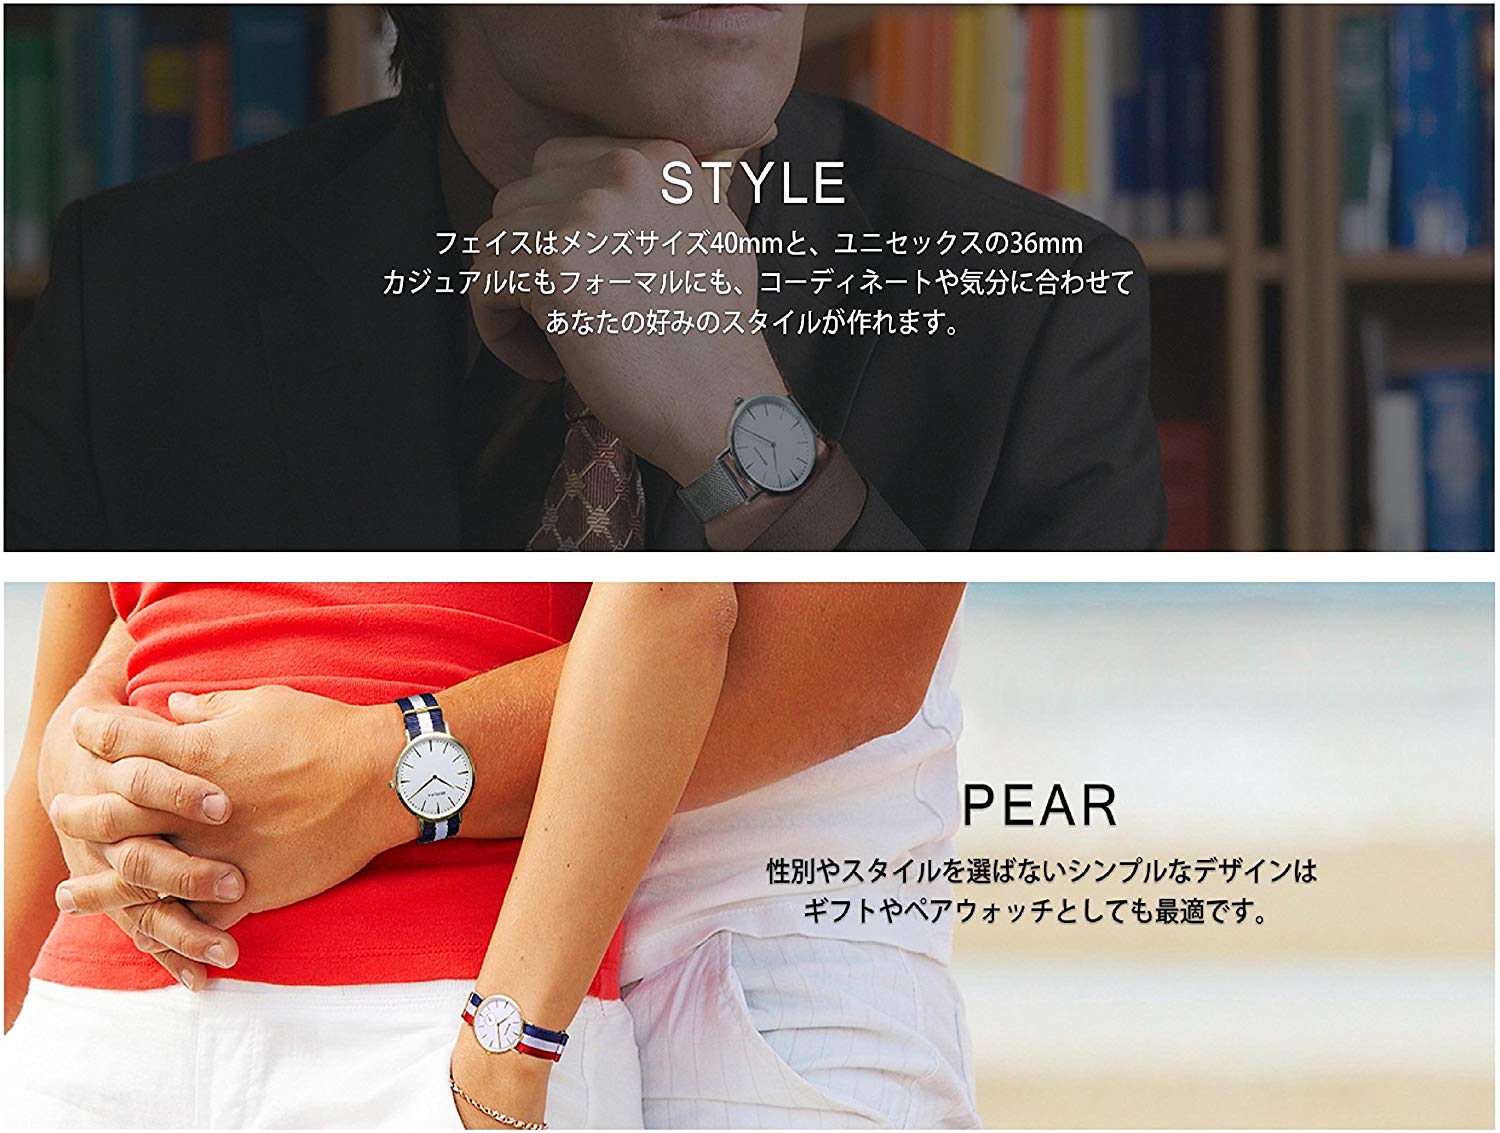 STYLE
フェイスはメンズサイズ40mmと、ユニセックスの36mm
カジュアルにもフォーマルにも、コーディネートや気分に合わせて
あなたの好みのスタイルが作れます。
PEAR
性別やスタイルを選ばないシンプルなデザインは
ギフトやペアウォッチとしても最適です。